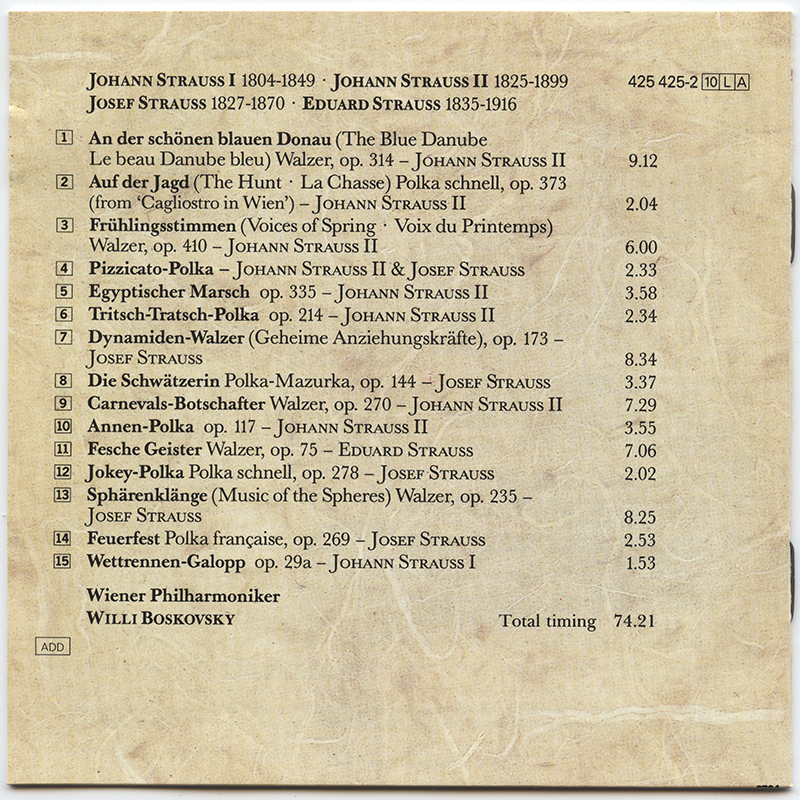 JOHANN STRAUSS I 1804-1849 · JOHANN STRAUSS II 1825-1899 425 425-2 10 L A
JOSEF STRAUSS 1827-1870 · EDUARD STRAUSS 1835-1916
1 An der schönen blauen Donau (The Blue Danube
Le beau Danube bleu) Walzer, op. 314 – JOHANN STRAUSS II 9.12
2 Auf der Jagd (The Hunt · La Chasse) Polka schnell, op. 373
(from ‘Cagliostro in Wien’) – JOHANN STRAUSS II 2.04
3 Frühlingsstimmen (Voices of Spring · Voix du Printemps)
Walzer, op. 410 – JOHANN STRAUSS II 6.00
4 Pizzicato-Polka – JOHANN STRAUSS II & JOSEF STRAUSS 2.33
5 Egyptischer Marsch op. 335 – JOHANN STRAUSS II 3.58
6 Tritsch-Tratsch-Polka op. 214 – JOHANN STRAUSS II 2.34
7 Dynamiden-Walzer (Geheime Anziehungskräfte), op. 173 –
JOSEF STRAUSS 8.34
8 Die Schwätzerin Polka-Mazurka, op. 144 – JOSEF STRAUSS 3.37
9 Carnevals-Botschafter Walzer, op. 270 – JOHANN STRAUSS II 7.29
10 Annen-Polka op. 117 – JOHANN STRAUSS II 3.55
11 Fesche Geister Walzer, op. 75 – EDUARD STRAUSS 7.06
12 Jokey-Polka Polka schnell, op. 278 – JOSEF STRAUSS 2.02
13 Sphärenklänge (Music of the Spheres) Walzer, op. 235 –
JOSEF STRAUSS 8.25
14 Feuerfest Polka française, op. 269 – JOSEF STRAUSS 2.53
15 Wettrennen-Galopp op. 29a – JOHANN STRAUSS I 1.53
Wiener Philharmoniker
WILLI BOSKOVSKY Total timing 74.21
ADD